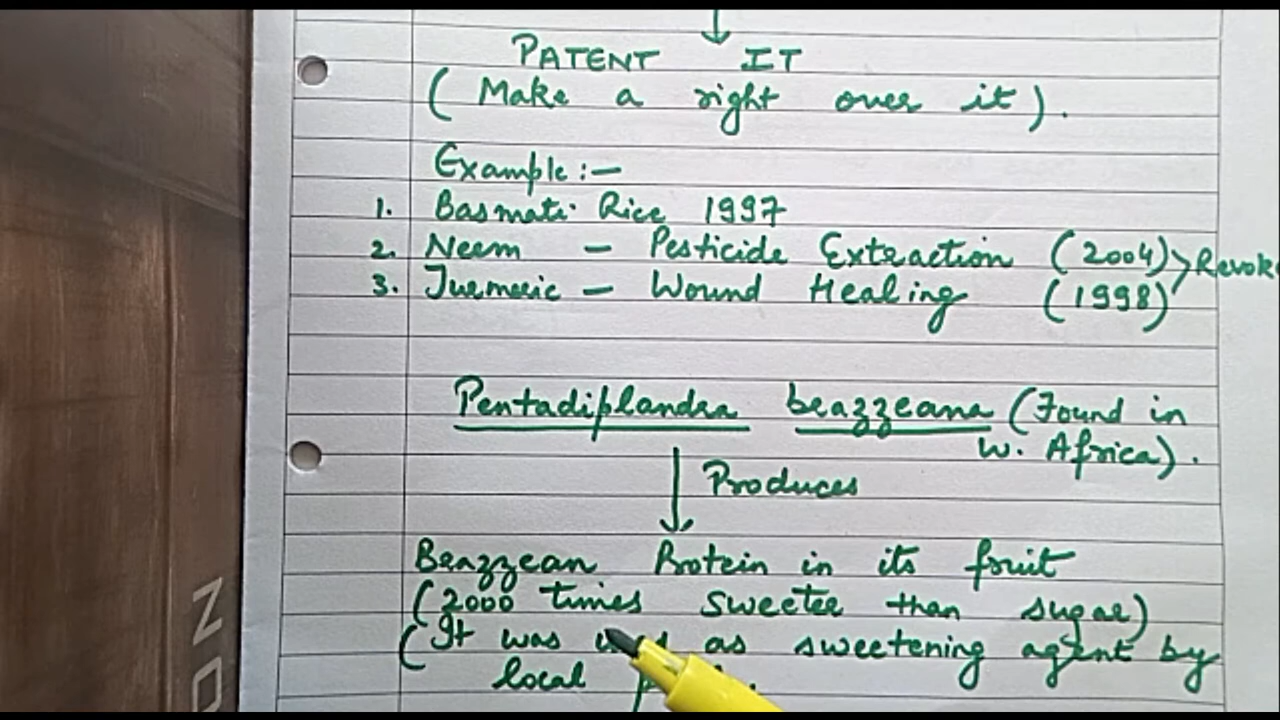 PATENT IT
(Make a right over it).
Example:-
1. Basmati Rice 1997
2. Neem - Pesticide Extraction (2004) > Revok
3. Turmeric - Wound Healing (1998)
Pentadiplandra brazzeana (Found in
W. Africa).
Produces
Brazzean Protein in its fruit
(2000 times sweeter than sugar)
(It was as sweetening agent by
local
NO